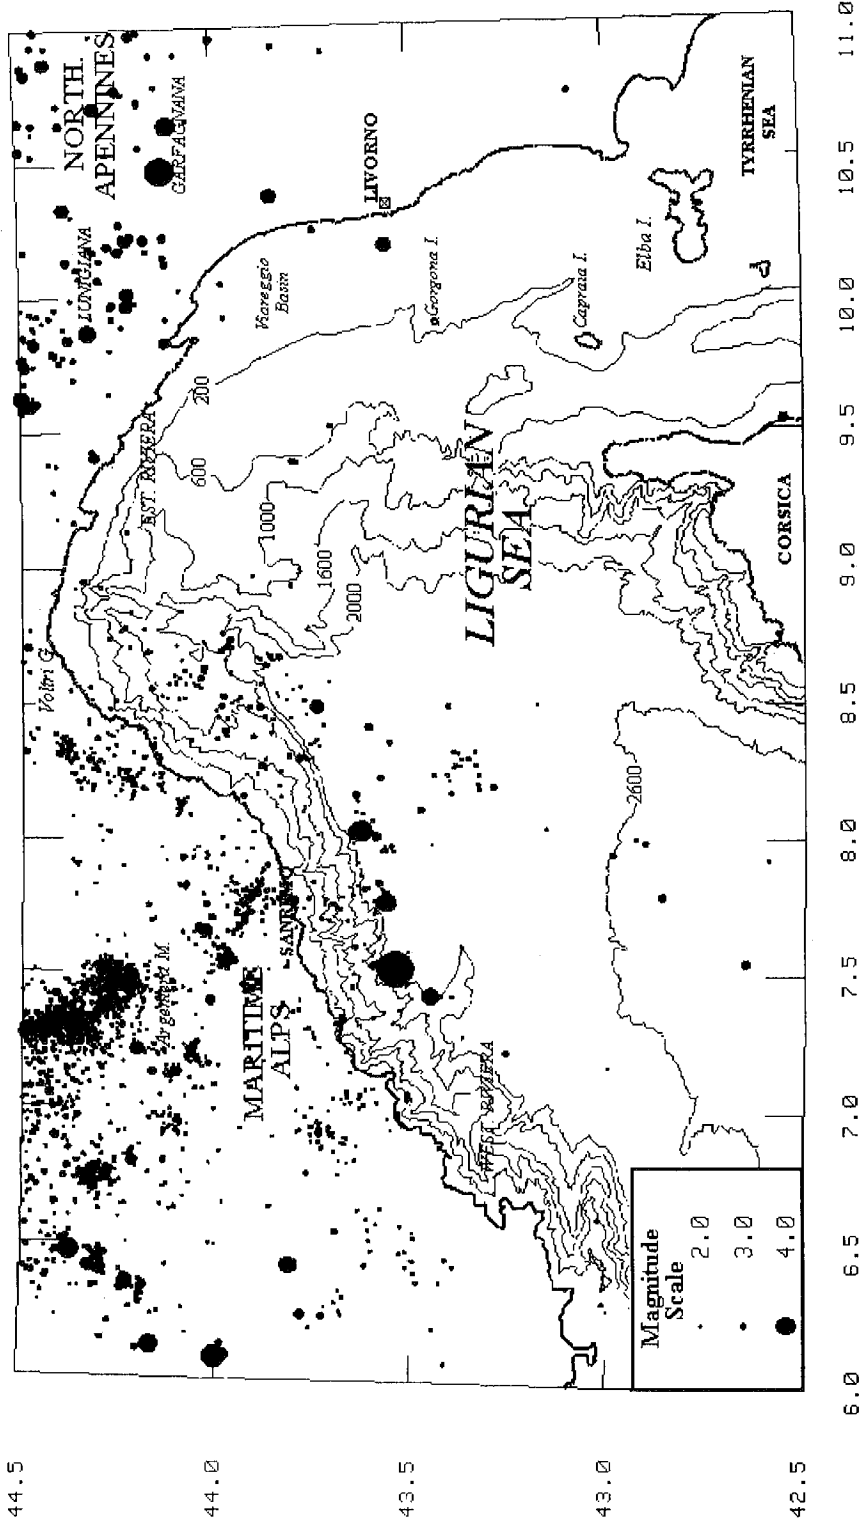 NORTH.
APENNINES
GARFAGNANA
LUNIGIANA
LIVORNO
TYRRHENIAN
SEA
Elba I.
Viareggio
Basin
Gorgona I.
Capraia I.
200
EST. RIVIERA
600
1000
1600
2000
LIGURIAN
SEA
CORSICA
Voltri G.
2600
SANREMO
Argentera M.
MARITIME
ALPS
WEST RIVIERA
Magnitude
Scale
2.0
3.0
4.0
44.5
44.0
43.5
43.0
42.5
6.0
6.5
7.0
7.5
8.0
8.5
9.0
9.5
10.0
10.5
11.0